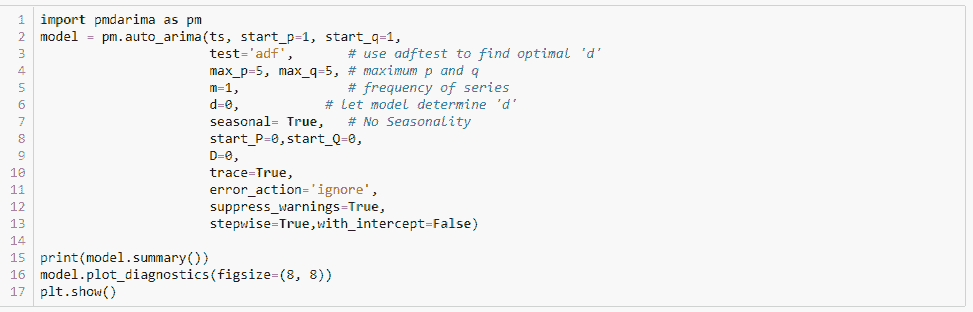 1 import pmdarima as pm
2 model = pm.auto_arima(ts, start_p=1, start_q=1,
3                       test='adf',       # use adftest to find optimal 'd'
4                       max_p=5, max_q=5, # maximum p and q
5                       m=1,              # frequency of series
6                       d=0,           # let model determine 'd'
7                       seasonal= True,   # No Seasonality
8                       start_P=0,start_Q=0,
9                       D=0,
10                       trace=True,
11                       error_action='ignore',
12                       suppress_warnings=True,
13                       stepwise=True,with_intercept=False)
14
15 print(model.summary())
16 model.plot_diagnostics(figsize=(8, 8))
17 plt.show()